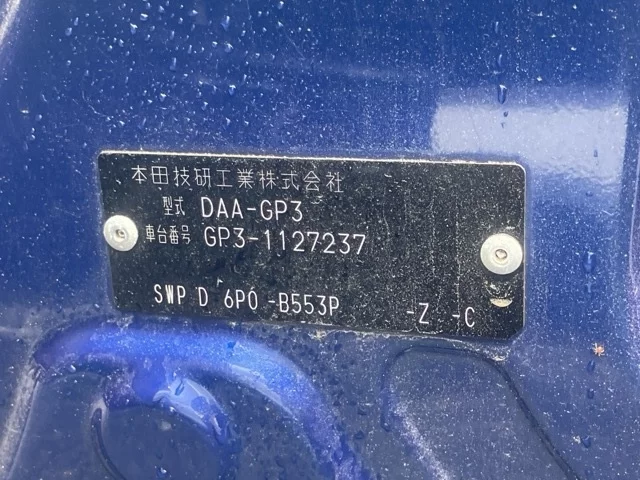 本田技研工業株式会社
型式 DAA-GP3
車台番号 GP3-1127237
SWP D 6P0 -B553P -Z -C